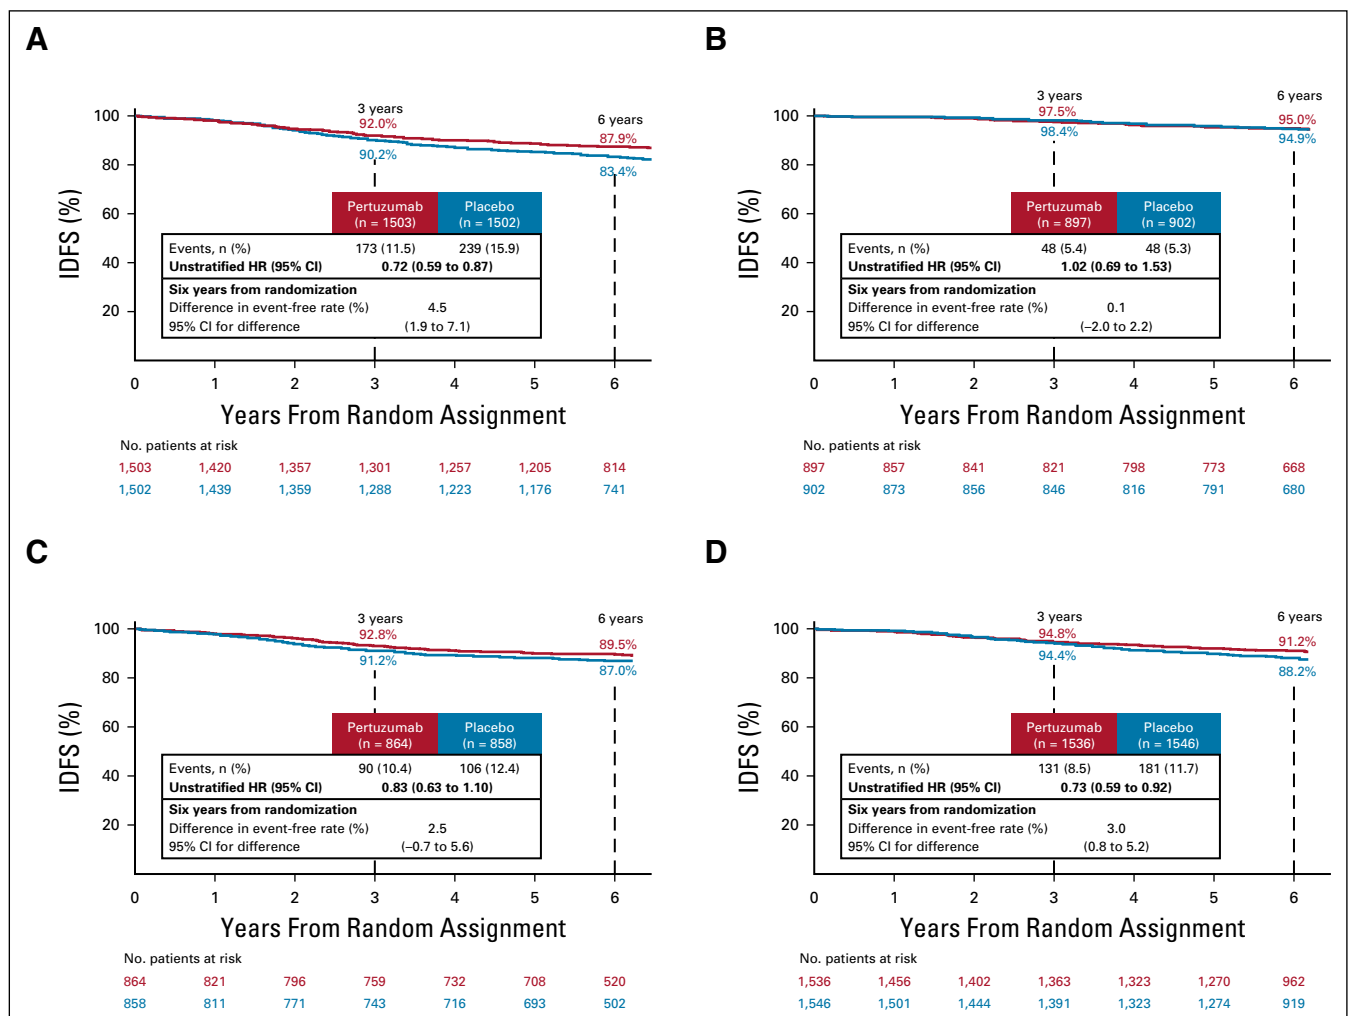 A
3 years
92.0%
90.2%
6 years
87.9%
83.4%
100
80
60
40
20
IDFS (%)
Pertuzumab
(n = 1503)
Placebo
(n = 1502)
Events, n (%) 173 (11.5) 239 (15.9)
Unstratified HR (95% CI) 0.72 (0.59 to 0.87)
Six years from randomization
Difference in event-free rate (%) 4.5
95% CI for difference (1.9 to 7.1)
0 1 2 3 4 5 6
Years From Random Assignment
No. patients at risk
1,503 1,420 1,357 1,301 1,257 1,205 814
1,502 1,439 1,359 1,288 1,223 1,176 741
B
3 years
97.5%
98.4%
6 years
95.0%
94.9%
100
80
60
40
20
IDFS (%)
Pertuzumab
(n = 897)
Placebo
(n = 902)
Events, n (%) 48 (5.4) 48 (5.3)
Unstratified HR (95% CI) 1.02 (0.69 to 1.53)
Six years from randomization
Difference in event-free rate (%) 0.1
95% CI for difference (–2.0 to 2.2)
0 1 2 3 4 5 6
Years From Random Assignment
No. patients at risk
897 857 841 821 798 773 668
902 873 856 846 816 791 680
C
3 years
92.8%
91.2%
6 years
89.5%
87.0%
100
80
60
40
20
IDFS (%)
Pertuzumab
(n = 864)
Placebo
(n = 858)
Events, n (%) 90 (10.4) 106 (12.4)
Unstratified HR (95% CI) 0.83 (0.63 to 1.10)
Six years from randomization
Difference in event-free rate (%) 2.5
95% CI for difference (–0.7 to 5.6)
0 1 2 3 4 5 6
Years From Random Assignment
No. patients at risk
864 821 796 759 732 708 520
858 811 771 743 716 693 502
D
3 years
94.8%
94.4%
6 years
91.2%
88.2%
100
80
60
40
20
IDFS (%)
Pertuzumab
(n = 1536)
Placebo
(n = 1546)
Events, n (%) 131 (8.5) 181 (11.7)
Unstratified HR (95% CI) 0.73 (0.59 to 0.92)
Six years from randomization
Difference in event-free rate (%) 3.0
95% CI for difference (0.8 to 5.2)
0 1 2 3 4 5 6
Years From Random Assignment
No. patients at risk
1,536 1,456 1,402 1,363 1,323 1,270 962
1,546 1,501 1,444 1,391 1,323 1,274 919